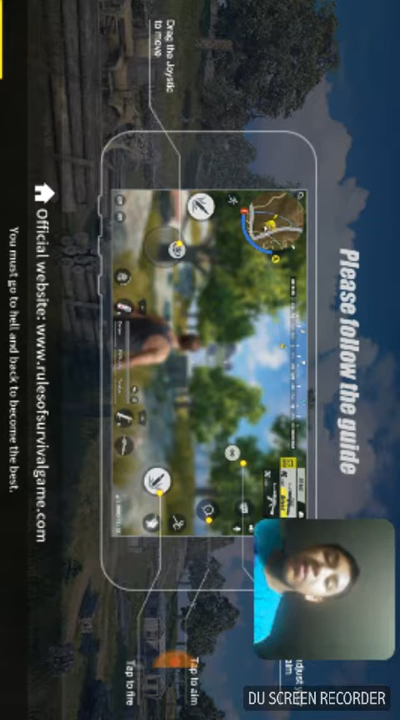 Please follow the guide
Drag the Joystic
to move
Tap to aim
Tap to fire
Official website: www.rulesofsurvivalgame.com
You must go to hell and back to become the best.
DU SCREEN RECORDER